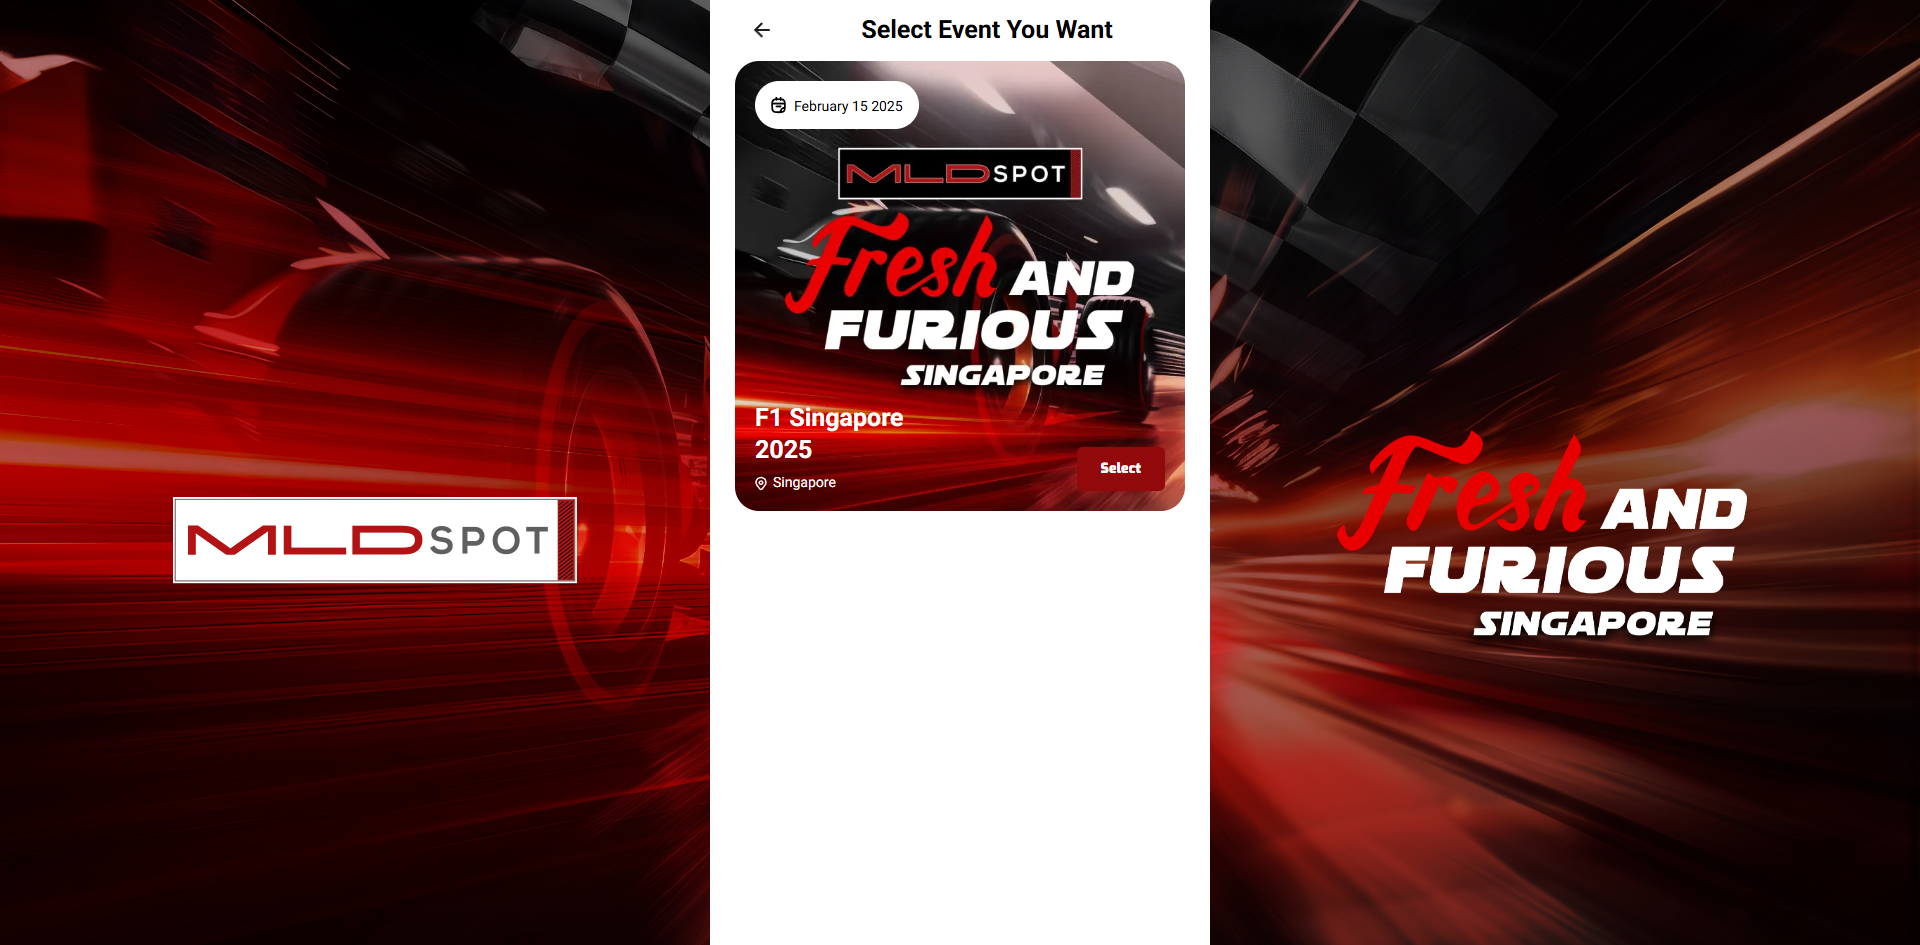 Select Event You Want
February 15 2025
MLDSPOT
Fresh AND
FURIOUS
SINGAPORE
F1 Singapore
2025
Singapore
Select
MLDSPOT
Fresh AND
FURIOUS
SINGAPORE